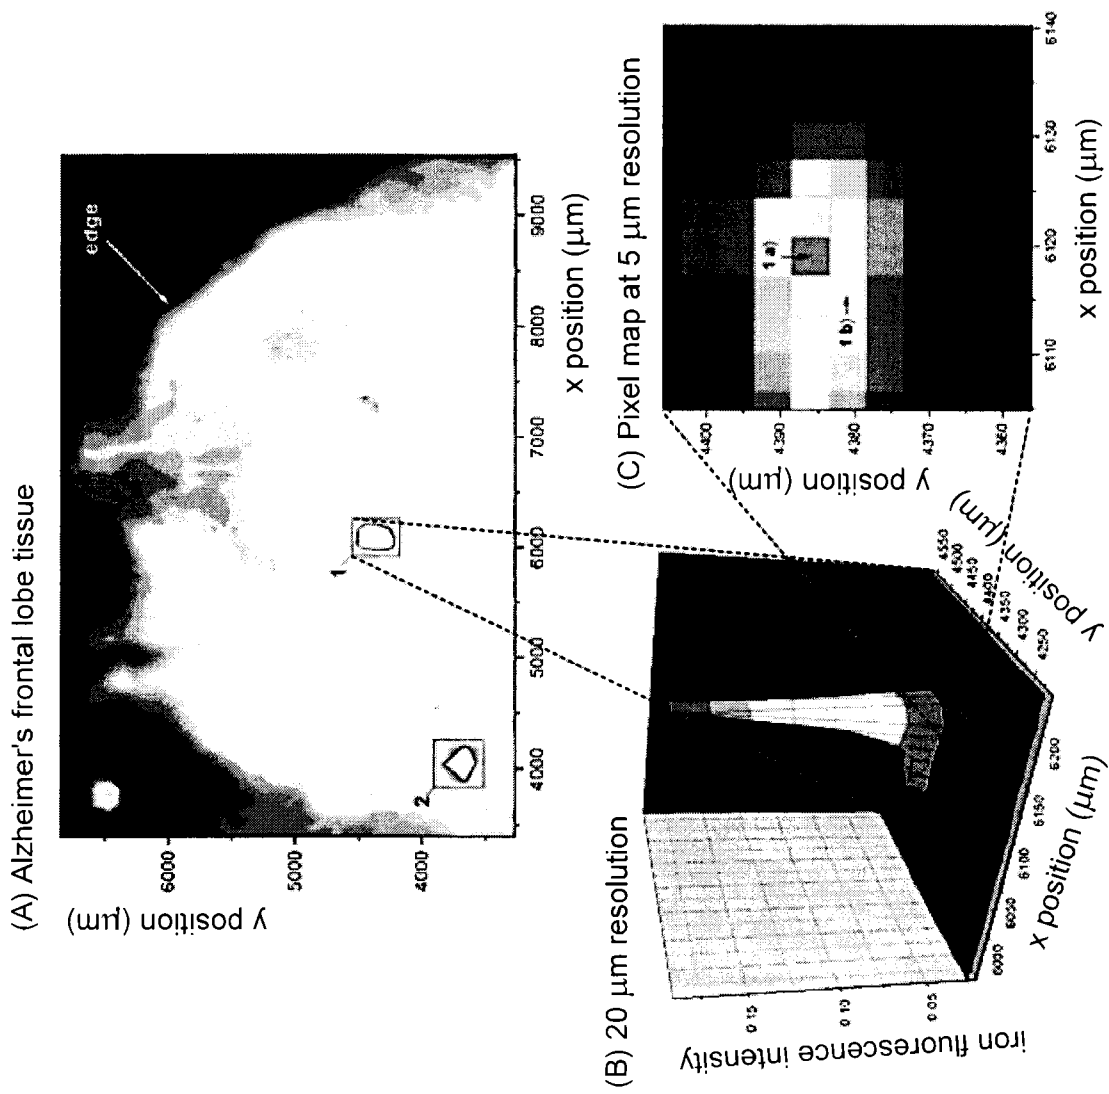 (A) Alzheimer's frontal lobe tissue
edge
y position (μm)
6000
5000
4000
1
2
4000
5000
6000
7000
8000
9000
x position (μm)
(B) 20 μm resolution
iron fluorescence intensity
0.15
0.10
0.05
6000
6050
6100
6150
6200
x position (μm)
4550
4500
4450
4400
4350
4300
4250
y position (μm)
(C) Pixel map at 5 μm resolution
y position (μm)
4400
4390
4380
4370
4360
1 a)
1 b)
6110
6120
6130
6140
x position (μm)